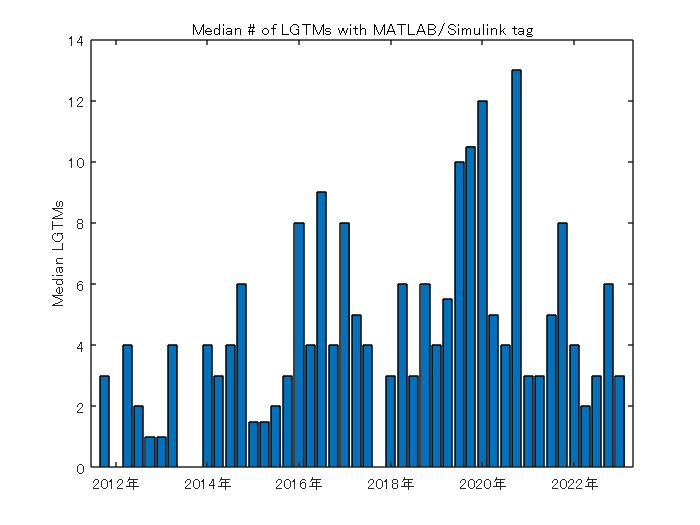 Median # of LGTMs with MATLAB/Simulink tag
14
12
10
8
6
4
2
0
Median LGTMs
2012年 2014年 2016年 2018年 2020年 2022年